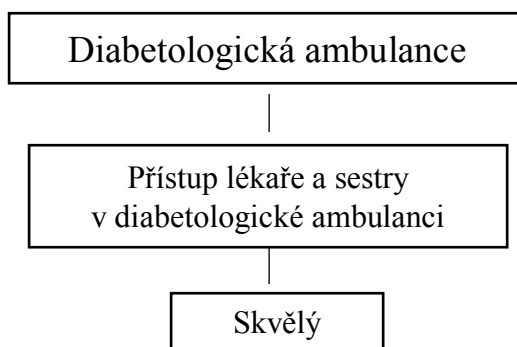 Diabetologická ambulance
Přístup lékaře a sestry
v diabetologické ambulanci
Skvělý